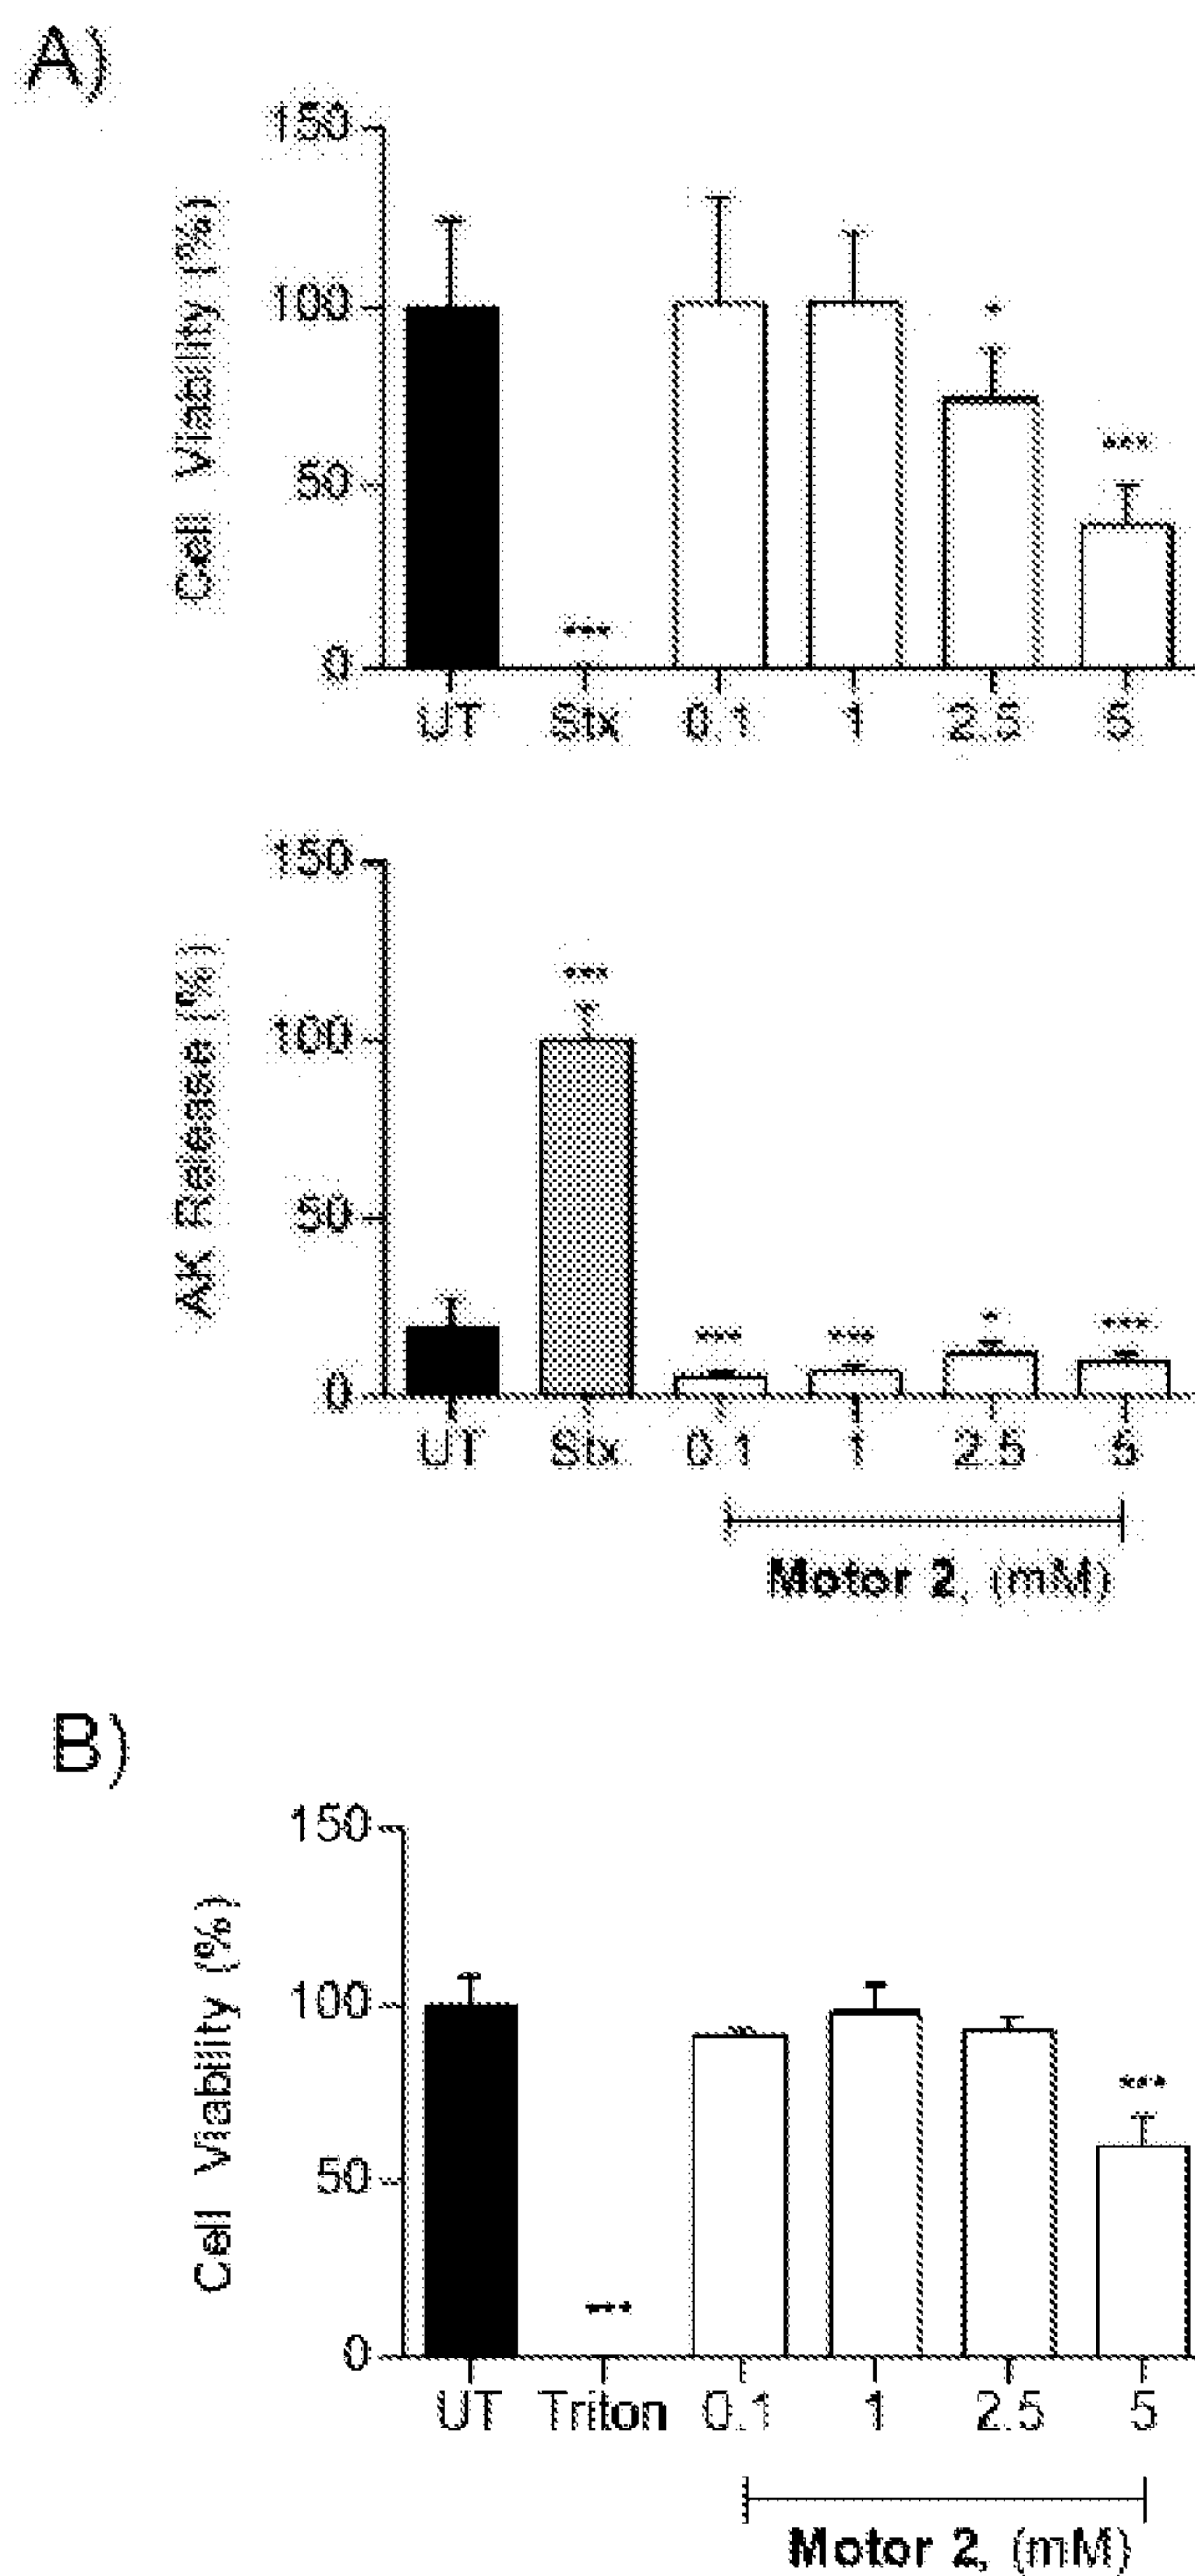 A)
150
100
50
0
Cell Viability (%)
***
*
***
UT Stx 0.1 1 2.5 5
150
100
50
0
AK Release (%)
***
***
***
*
***
UT Stx 0.1 1 2.5 5
Motor 2, (mM)
B)
150
100
50
0
Cell Viability (%)
***
***
UT Triton 0.1 1 2.5 5
Motor 2, (mM)